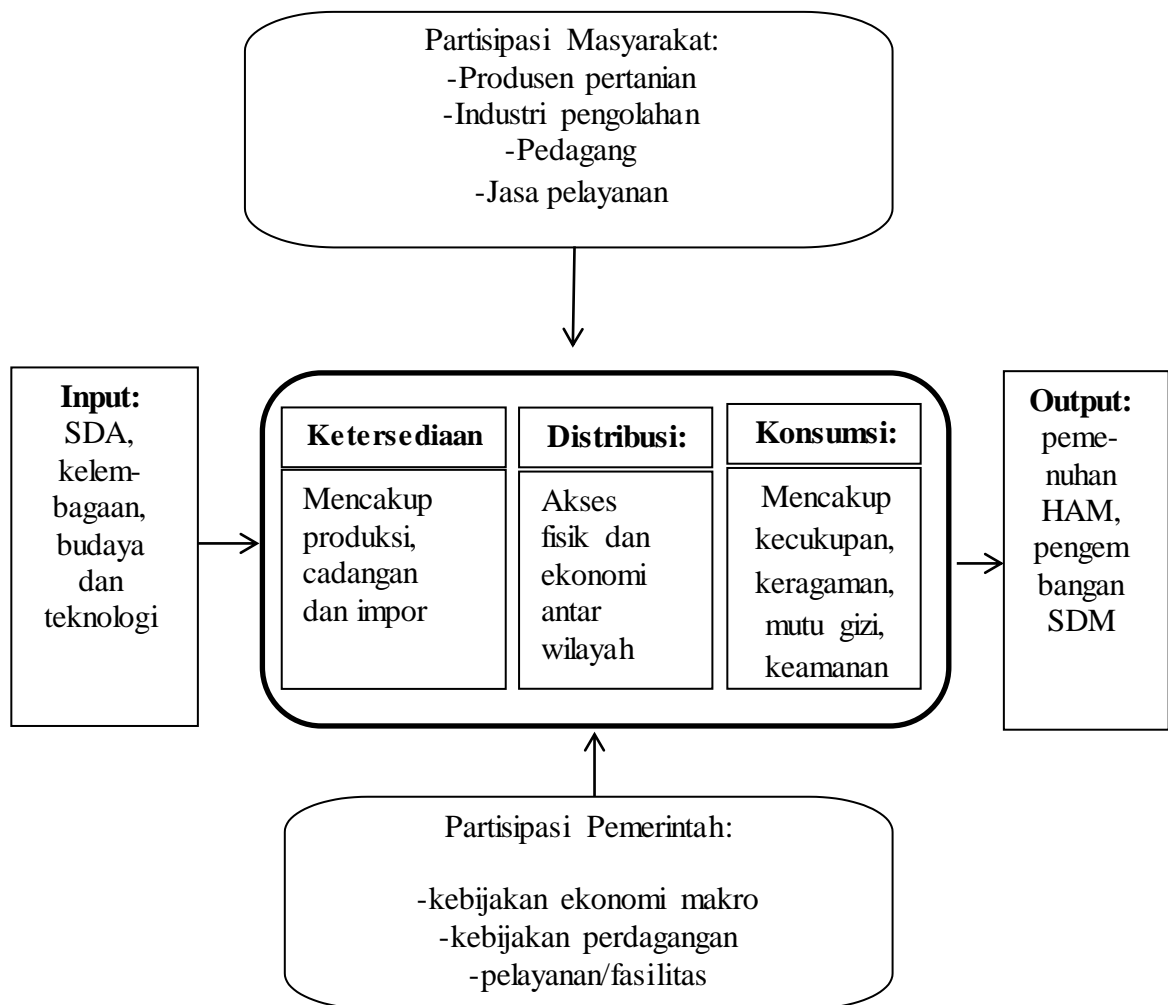 Partisipasi Masyarakat:
-Produsen pertanian
-Industri pengolahan
-Pedagang
-Jasa pelayanan
Input:
SDA,
kelem-
bagaan,
budaya
dan
teknologi
Ketersediaan
Mencakup
produksi,
cadangan
dan impor
Distribusi:
Akses
fisik dan
ekonomi
antar
wilayah
Konsumsi:
Mencakup
kecukupan,
keragaman,
mutu gizi,
keamanan
Output:
peme-
nuhan
HAM,
pengem
bangan
SDM
Partisipasi Pemerintah:
-kebijakan ekonomi makro
-kebijakan perdagangan
-pelayanan/fasilitas